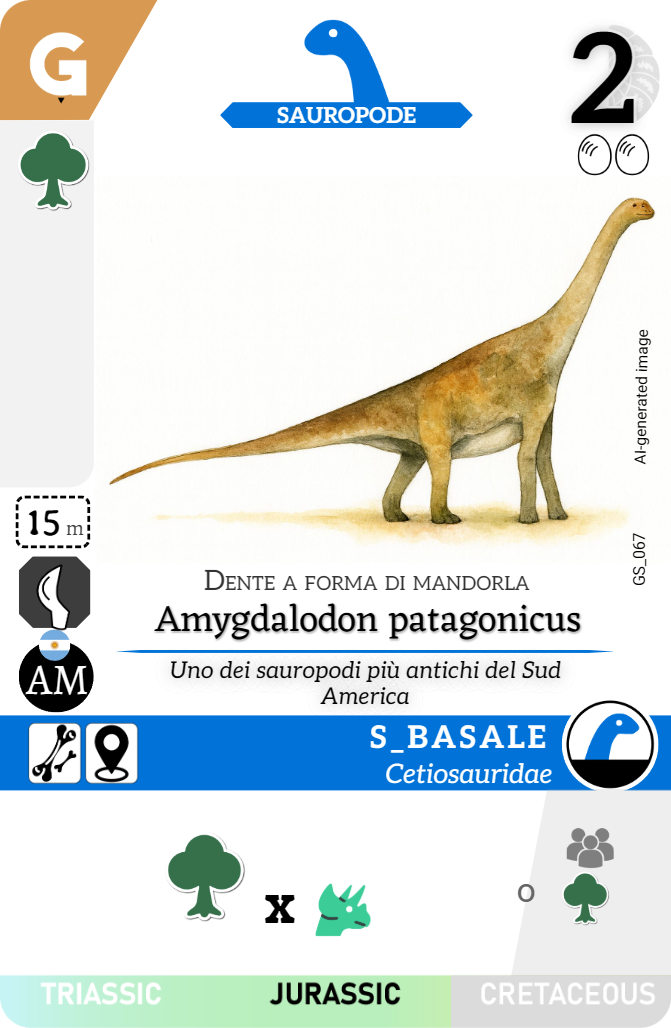 G
SAUROPODE
2
AI-generated image
15 m
GS_067
DENTE A FORMA DI MANDORLA
Amygdalodon patagonicus
AM
Uno dei sauropodi più antichi del Sud
America
S_BASALE
Cetiosauridae
x
O
TRIASSIC JURASSIC CRETACEOUS